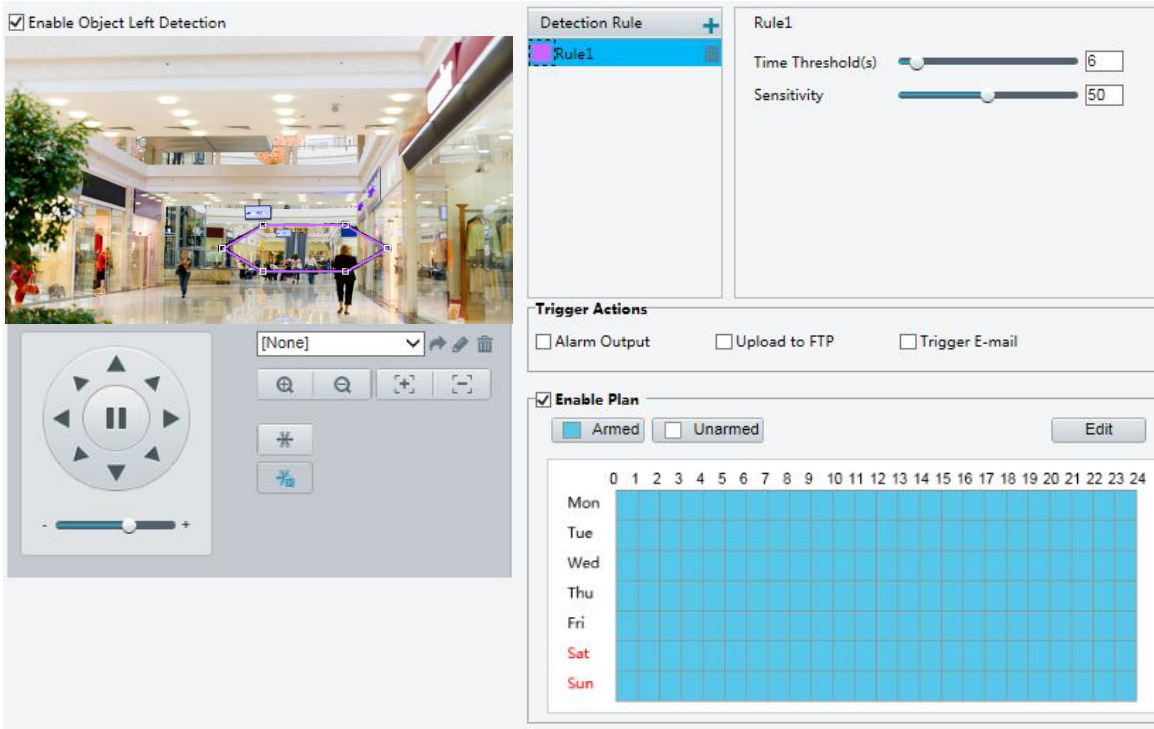 Enable Object Left Detection
[None]
-
+
Detection Rule
Rule1
Rule1
Time Threshold(s) 6
Sensitivity 50
Trigger Actions
Alarm Output Upload to FTP Trigger E-mail
Enable Plan
Armed Unarmed Edit
0 1 2 3 4 5 6 7 8 9 10 11 12 13 14 15 16 17 18 19 20 21 22 23 24
Mon
Tue
Wed
Thu
Fri
Sat
Sun